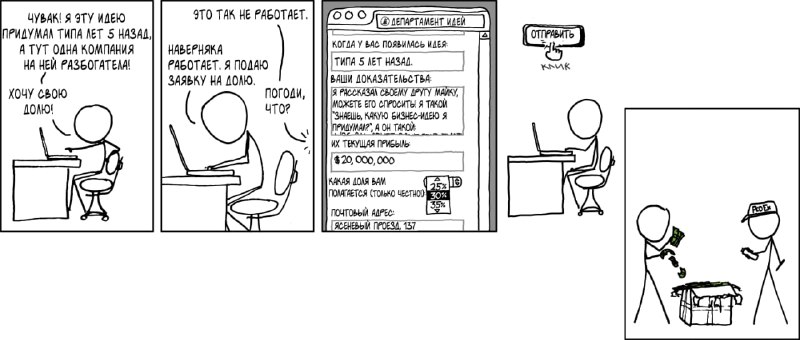 ЧУВАК! Я ЭТУ ИДЕЮ
ПРИДУМАЛ ТИПА ЛЕТ 5 НАЗАД,
А ТУТ ОДНА КОМПАНИЯ
НА НЕЙ РАЗБОГАТЕЛА!
ХОЧУ СВОЮ
ДОЛЮ!
ЭТО ТАК НЕ РАБОТАЕТ.
НАВЕРНЯКА
РАБОТАЕТ. Я ПОДАЮ
ЗАЯВКУ НА ДОЛЮ.
ПОГОДИ,
ЧТО?
ДЕПАРТАМЕНТ ИДЕЙ
КОГДА У ВАС ПОЯВИЛАСЬ ИДЕЯ:
ТИПА 5 ЛЕТ НАЗАД.
ВАШИ ДОКАЗАТЕЛЬСТВА:
Я РАССКАЗАЛ СВОЕМУ ДРУГУ МАЙКУ,
МОЖЕТЕ ЕГО СПРОСИТЬ! Я ТАКОЙ
"ЗНАЕШЬ, КАКУЮ БИЗНЕС-ИДЕЮ Я
ПРИДУМАЛ?", А ОН ТАКОЙ:
ИХ ТЕКУЩАЯ ПРИБЫЛЬ:
$20,000,000
КАКАЯ ДОЛЯ ВАМ
ПОЛАГАЕТСЯ (ТОЛЬКО ЧЕСТНО)
25%
30%
35%
ПОЧТОВЫЙ АДРЕС:
ЯСЕНЕВЫЙ ПРОЕЗД, 137
ОТПРАВИТЬ
КЛИК
FEDEX